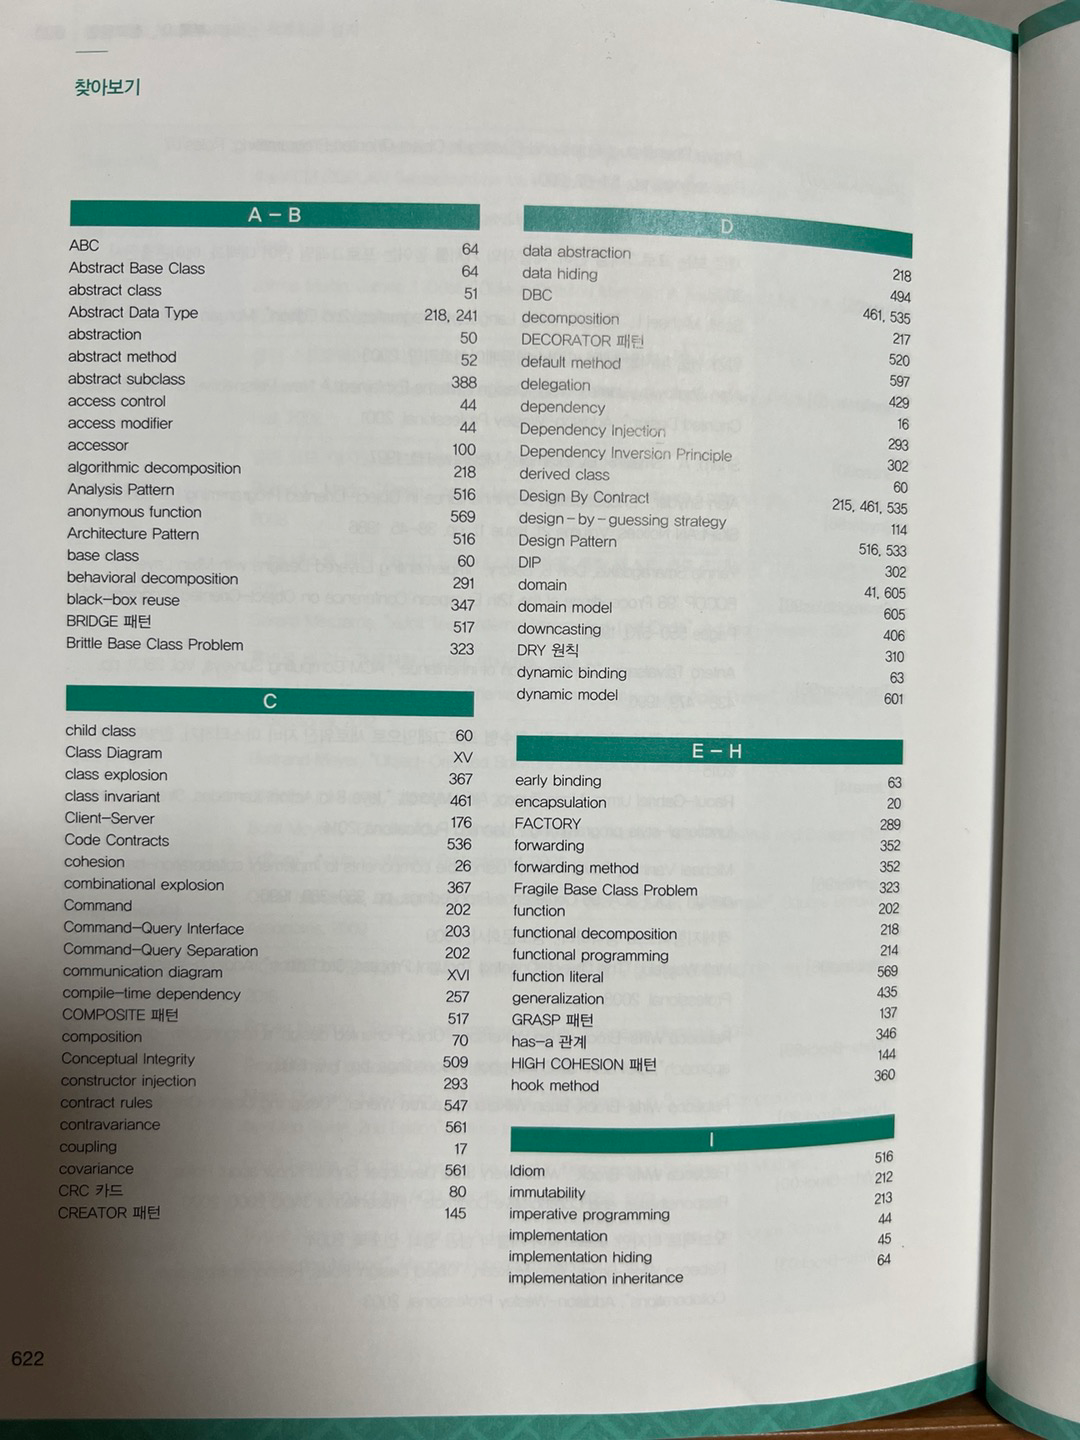 찾아보기
A – B
ABC 64
Abstract Base Class 64
abstract class 51
Abstract Data Type 218, 241
abstraction 50
abstract method 52
abstract subclass 388
access control 44
access modifier 44
accessor 100
algorithmic decomposition 218
Analysis Pattern 516
anonymous function 569
Architecture Pattern 516
base class 60
behavioral decomposition 291
black-box reuse 347
BRIDGE 패턴 517
Brittle Base Class Problem 323
C
child class 60
Class Diagram XV
class explosion 367
class invariant 461
Client-Server 176
Code Contracts 536
cohesion 26
combinational explosion 367
Command 202
Command-Query Interface 203
Command-Query Separation 202
communication diagram XVI
compile-time dependency 257
COMPOSITE 패턴 517
composition 70
Conceptual Integrity 509
constructor injection 293
contract rules 547
contravariance 561
coupling 17
covariance 561
CRC 카드 80
CREATOR 패턴 145
D
data abstraction 218
data hiding 494
DBC 461, 535
decomposition 217
DECORATOR 패턴 520
default method 597
delegation 429
dependency 16
Dependency Injection 293
Dependency Inversion Principle 302
derived class 60
Design By Contract 215, 461, 535
design-by-guessing strategy 114
Design Pattern 516, 533
DIP 302
domain 41, 605
domain model 605
downcasting 406
DRY 원칙 310
dynamic binding 63
dynamic model 601
E – H
early binding 63
encapsulation 20
FACTORY 289
forwarding 352
forwarding method 352
Fragile Base Class Problem 323
function 202
functional decomposition 218
functional programming 214
function literal 569
generalization 435
GRASP 패턴 137
has-a 관계 346
HIGH COHESION 패턴 144
hook method 360
I
Idiom 516
immutability 212
imperative programming 213
implementation 44
implementation hiding 45
implementation inheritance 64
622